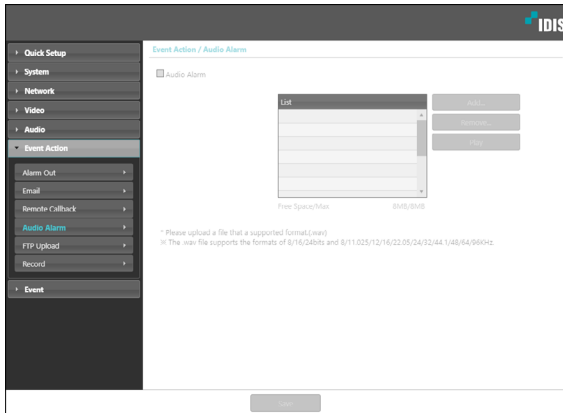 IDIS
Quick Setup
System
Network
Video
Audio
Event Action
Alarm Out
Email
Remote Callback
Audio Alarm
FTP Upload
Record
Event
Event Action / Audio Alarm
Audio Alarm
List
Add...
Remove...
Play
Free Space/Max 8MB/8MB
* Please upload a file that a supported format.(.wav)
※ The .wav file supports the formats of 8/16/24bits and 8/11.025/12/16/22.05/24/32/44.1/48/64/96KHz.
Save